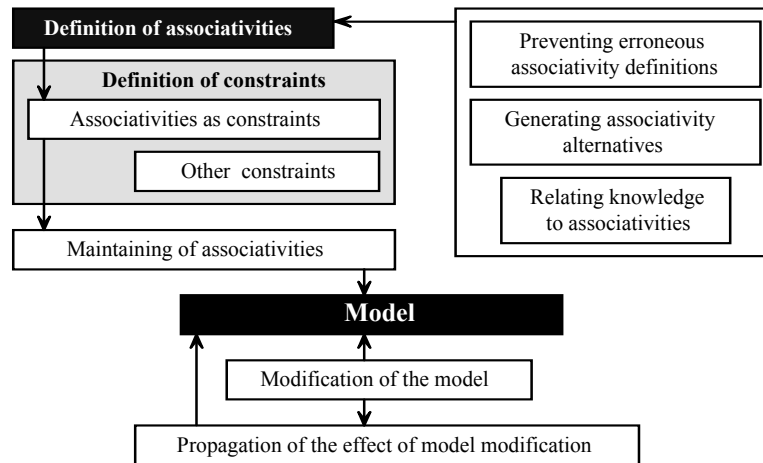 Definition of associativities
Definition of constraints
Associativities as constraints
Other constraints
Maintaining of associativities
Preventing erroneous
associativity definitions
Generating associativity
alternatives
Relating knowledge
to associativities
Model
Modification of the model
Propagation of the effect of model modification